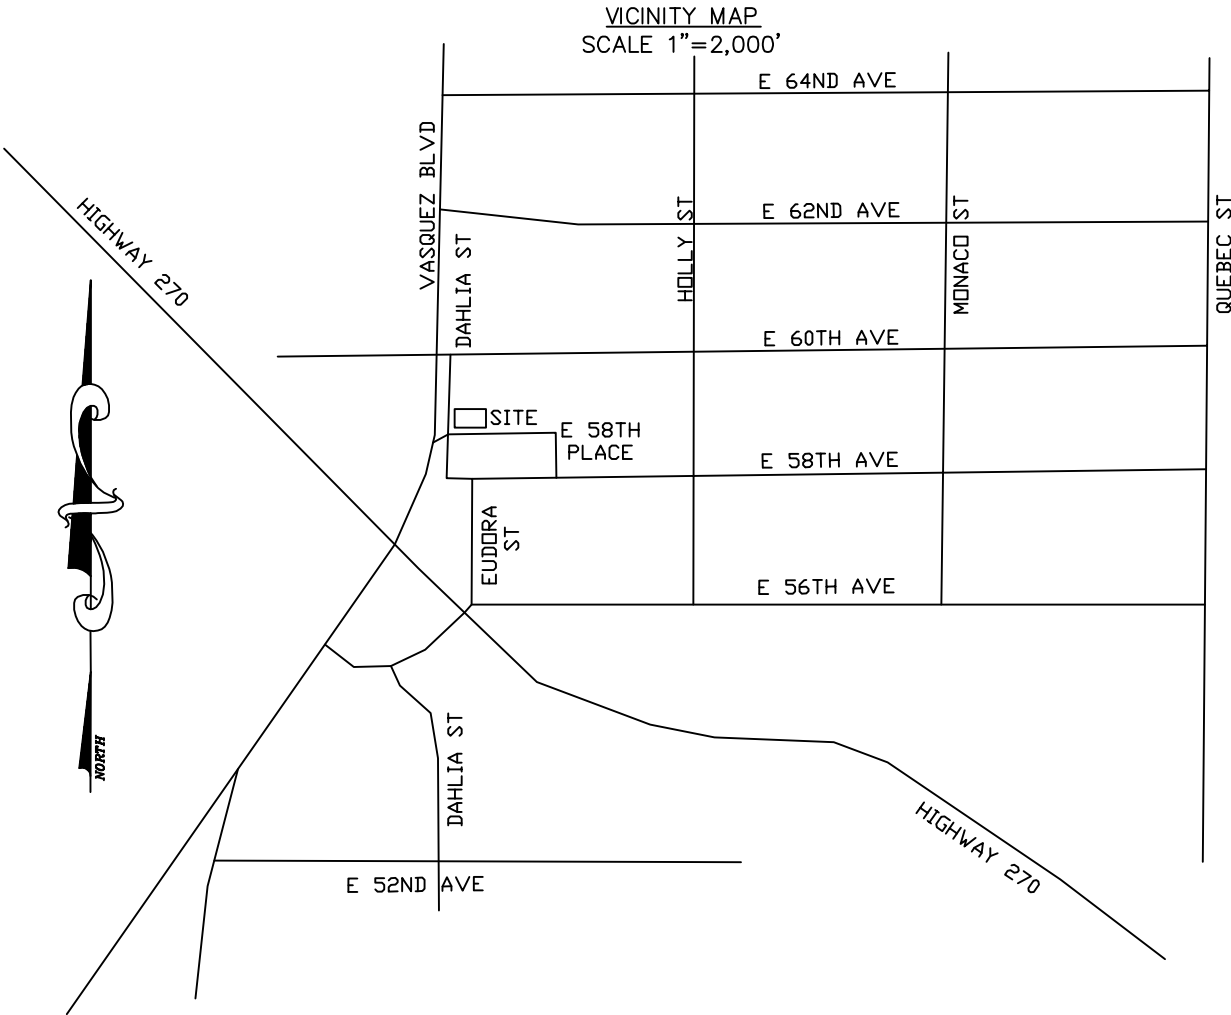 VICINITY MAP
SCALE 1"=2,000'
E 64ND AVE
VASQUEZ BLVD
HIGHWAY 270
DAHLIA ST
HOLLY ST
E 62ND AVE
MONACO ST
QUEBEC ST
E 60TH AVE
SITE
E 58TH
PLACE
E 58TH AVE
EUDORA
ST
E 56TH AVE
NORTH
DAHLIA ST
HIGHWAY 270
E 52ND AVE